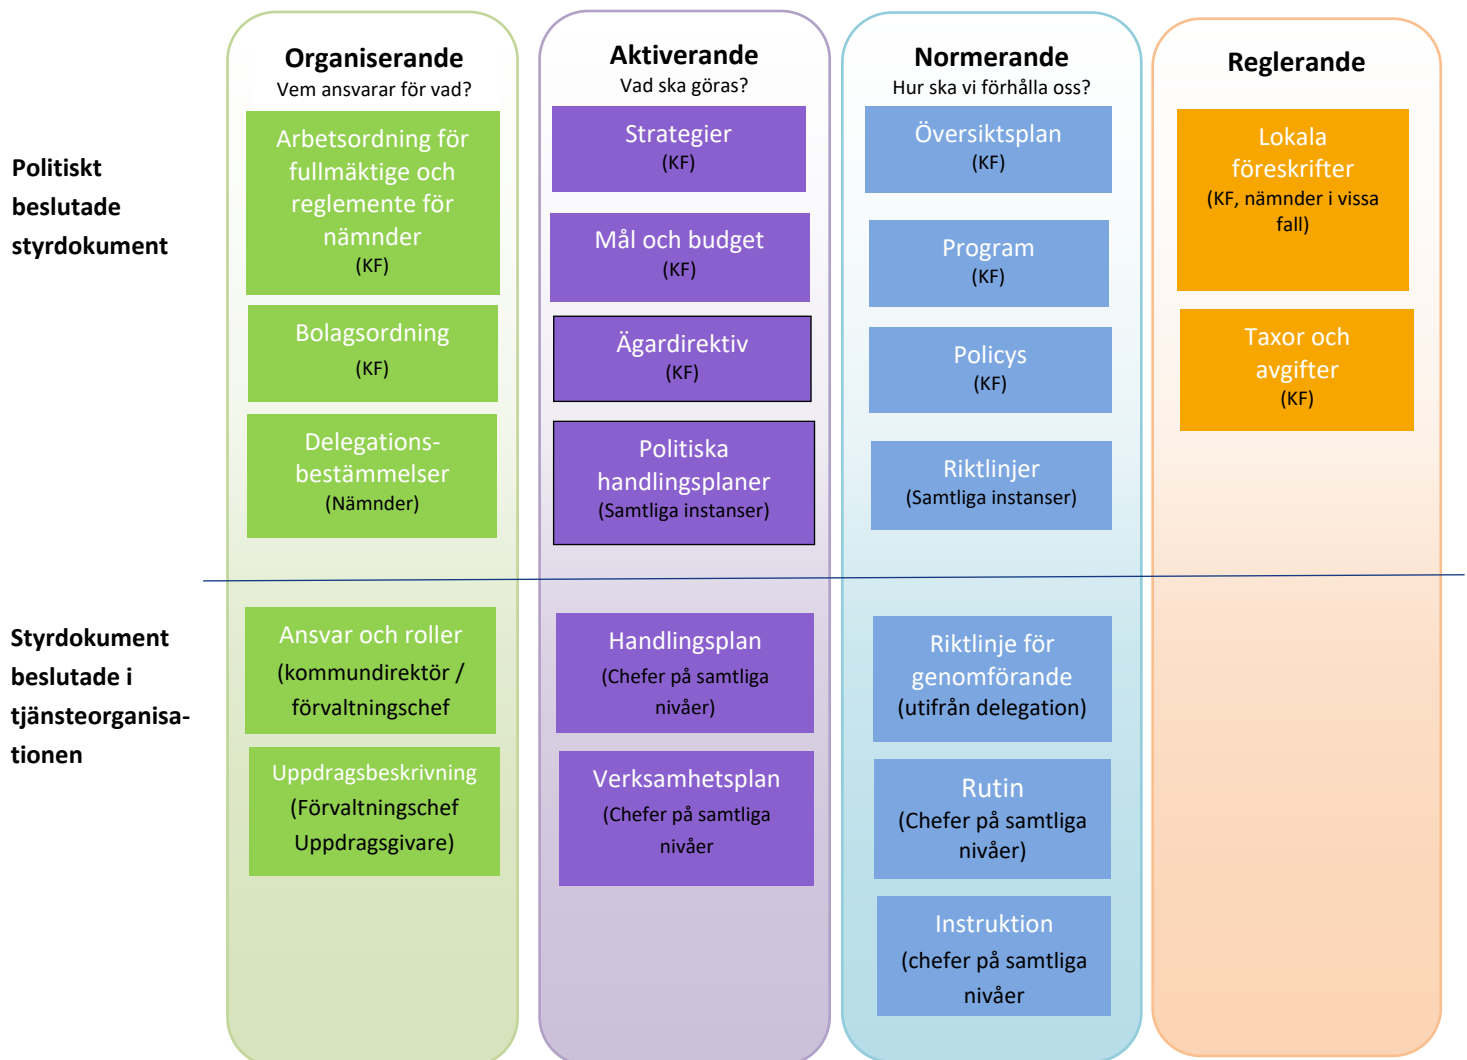 Organiserande
Vem ansvarar för vad?
Aktiverande
Vad ska göras?
Normerande
Hur ska vi förhålla oss?
Reglerande
Politiskt
beslutade
styrdokument
Arbetsordning för
fullmäktige och
reglemente för
nämnder
(KF)
Bolagsordning
(KF)
Delegations-
bestämmelser
(Nämnder)
Strategier
(KF)
Mål och budget
(KF)
Ägardirektiv
(KF)
Politiska
handlingsplaner
(Samtliga instanser)
Översiktsplan
(KF)
Program
(KF)
Policys
(KF)
Riktlinjer
(Samtliga instanser)
Lokala
föreskrifter
(KF, nämnder i vissa
fall)
Taxor och
avgifter
(KF)
Styrdokument
beslutade i
tjänsteorganisa-
tionen
Ansvar och roller
(kommundirektör /
förvaltningschef
Uppdragsbeskrivning
(Förvaltningschef
Uppdragsgivare)
Handlingsplan
(Chefer på samtliga
nivåer)
Verksamhetsplan
(Chefer på samtliga
nivåer
Riktlinje för
genomförande
(utifrån delegation)
Rutin
(Chefer på samtliga
nivåer)
Instruktion
(chefer på samtliga
nivåer